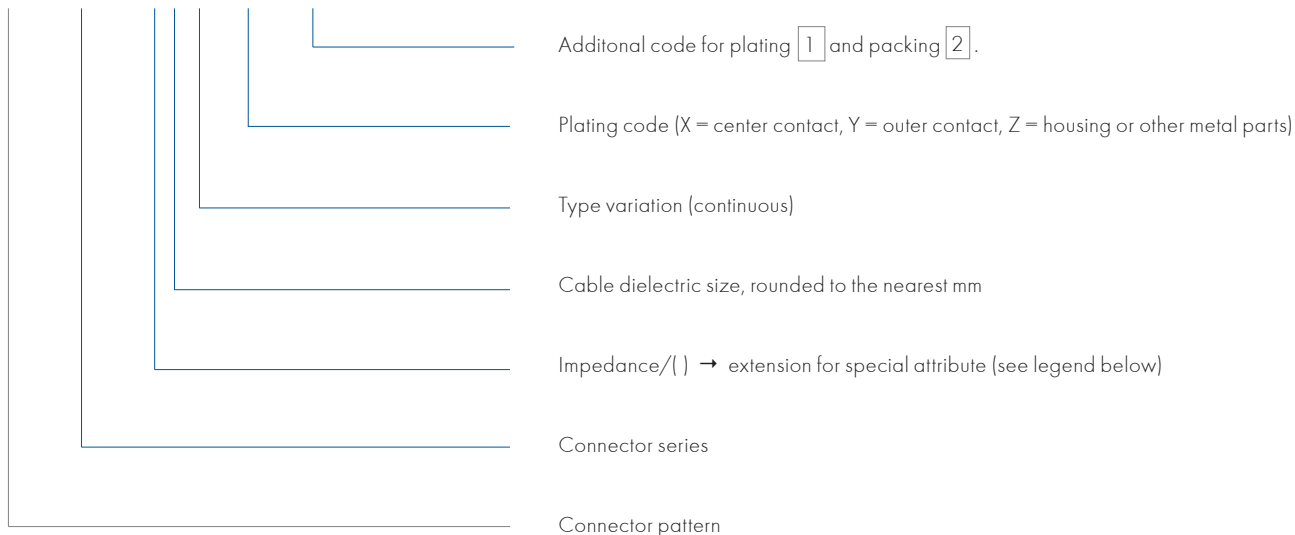 Additonal code for plating 1 and packing 2 .
Plating code (X = center contact, Y = outer contact, Z = housing or other metal parts)
Type variation (continuous)
Cable dielectric size, rounded to the nearest mm
Impedance/( ) → extension for special attribute (see legend below)
Connector series
Connector pattern